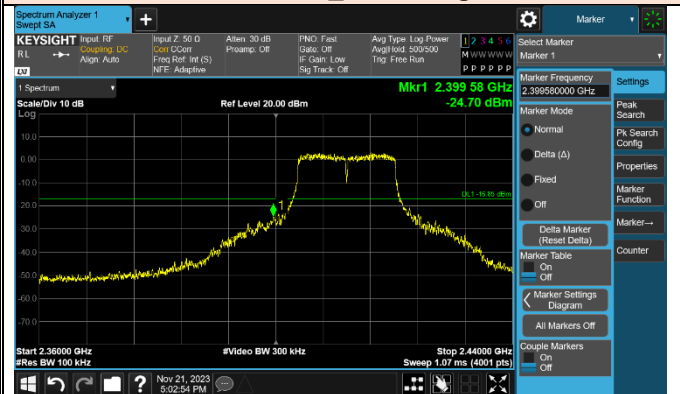 Spectrum Analyzer 1
Swept SA
+
Marker
KEYSIGHT
RL
LXI
Input: RF
Coupling: DC
Align: Auto
Input Z: 50 Ω
Corr CCorr
Freq Ref: Int (S)
NFE: Adaptive
Atten: 30 dB
Preamp: Off
PNO: Fast
Gate: Off
IF Gain: Low
Sig Track: Off
Avg Type: Log-Power
Avg|Hold: 500/500
Trig: Free Run
1 2 3 4 5 6
M W W W W W
P P P P P P
Select Marker
Marker 1
1 Spectrum
Scale/Div 10 dB
Log
Ref Level 20.00 dBm
Mkr1 2.399 58 GHz
-24.70 dBm
10.0
0.00
-10.0
-20.0
-30.0
-40.0
-50.0
-60.0
-70.0
1
DL1 -16.85 dBm
Start 2.36000 GHz
#Res BW 100 kHz
#Video BW 300 kHz
Stop 2.44000 GHz
Sweep 1.07 ms (4001 pts)
Marker Frequency
2.399580000 GHz
Marker Mode
Normal
Delta (Δ)
Fixed
Off
Delta Marker
(Reset Delta)
Marker Table
On
Off
Marker Settings
Diagram
All Markers Off
Couple Markers
On
Off
Settings
Peak
Search
Pk Search
Config
Properties
Marker
Function
Marker→
Counter
?
Nov 21, 2023
5:02:54 PM